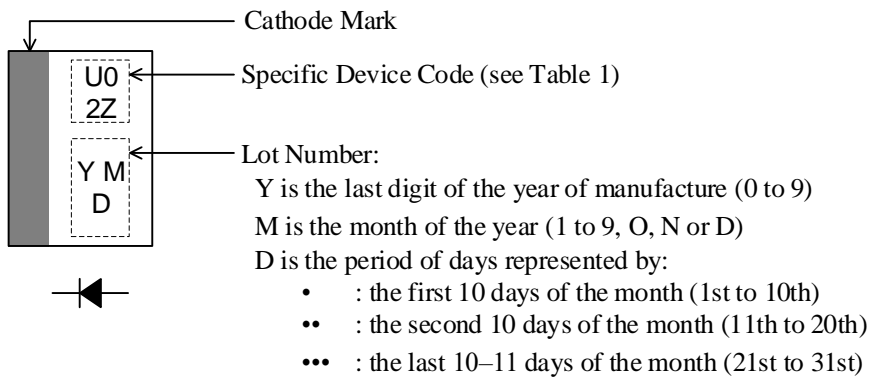 Cathode Mark
U0
2Z
Specific Device Code (see Table 1)
Y M
D
Lot Number:
Y is the last digit of the year of manufacture (0 to 9)
M is the month of the year (1 to 9, O, N or D)
D is the period of days represented by:
• : the first 10 days of the month (1st to 10th)
•• : the second 10 days of the month (11th to 20th)
••• : the last 10–11 days of the month (21st to 31st)